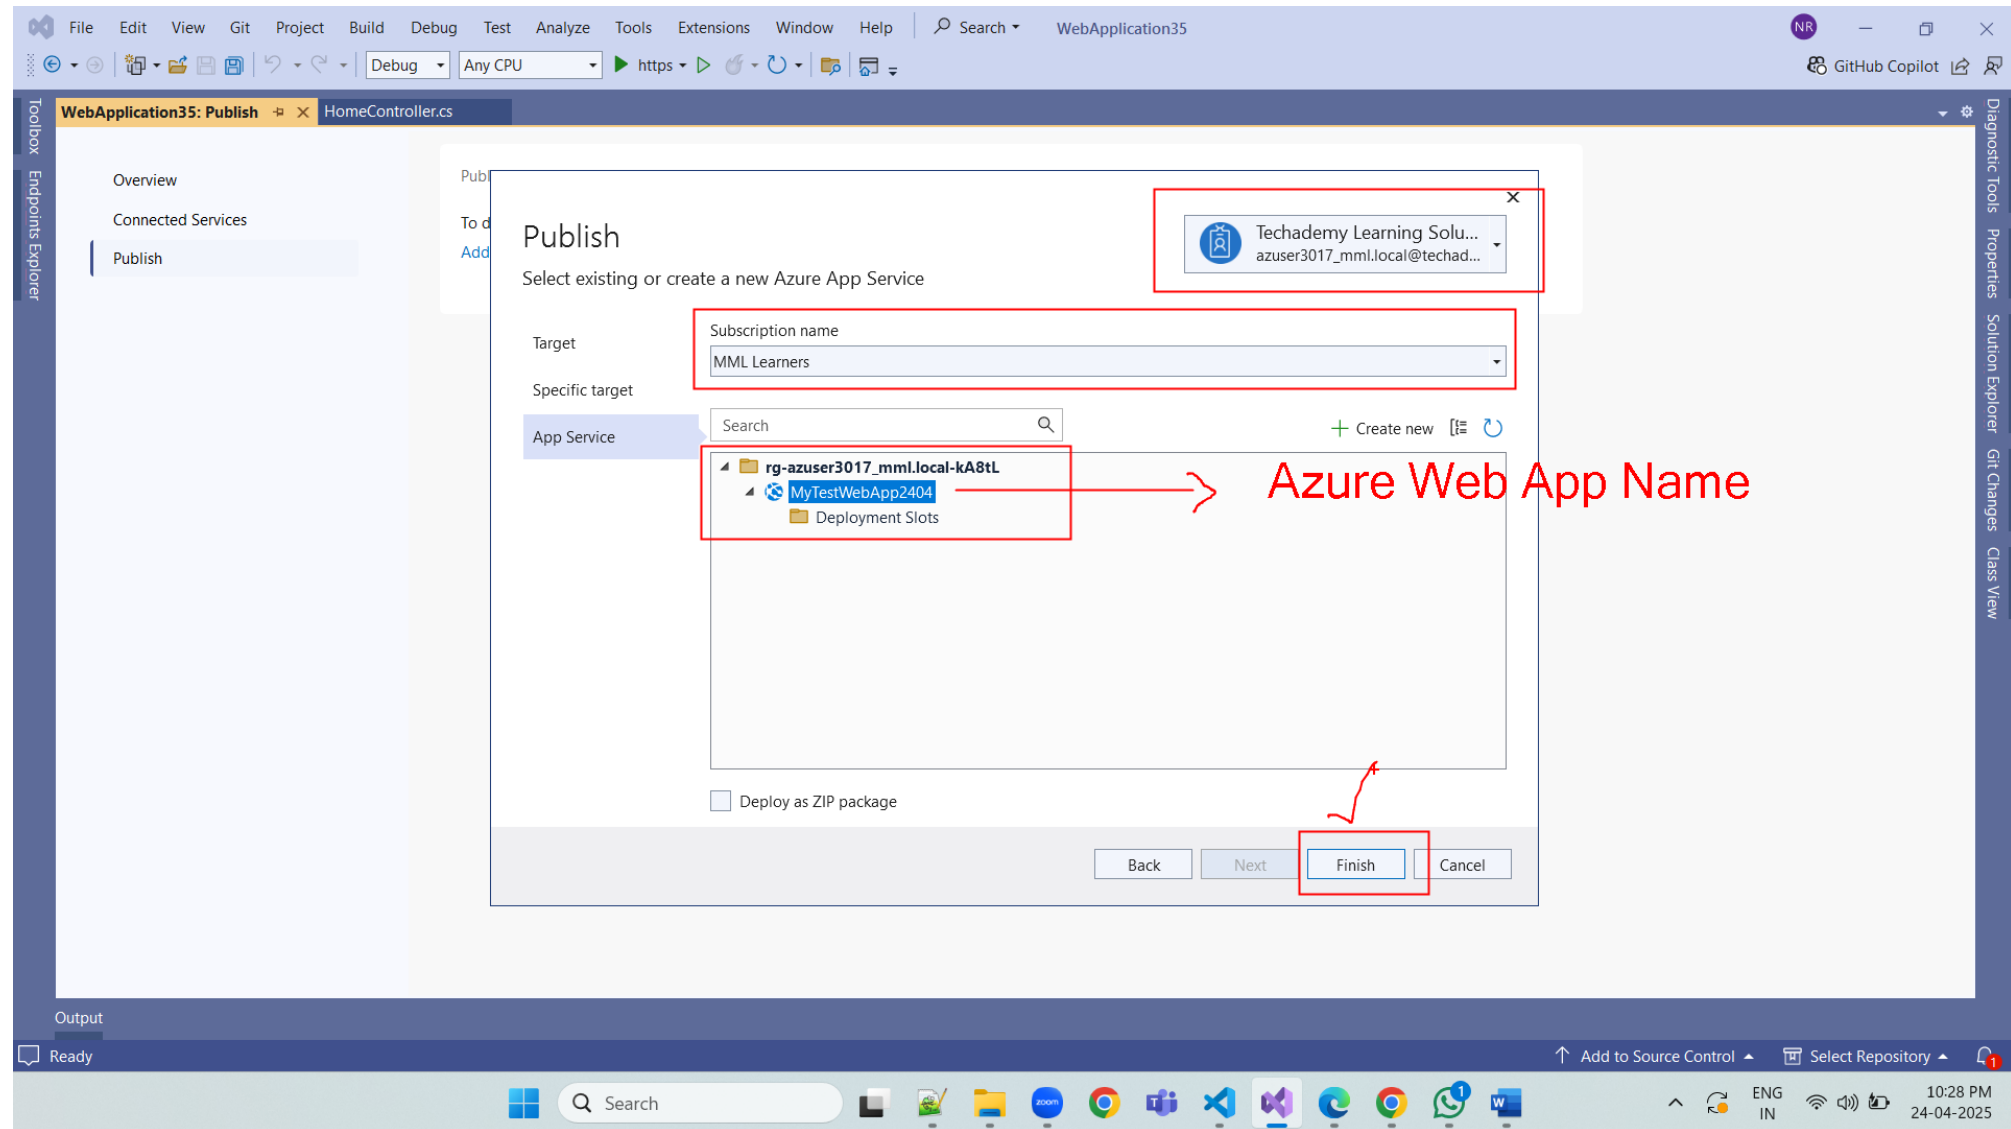 File Edit View Git Project Build Debug Test Analyze Tools Extensions Window Help Search WebApplication35 NR
Debug Any CPU https GitHub Copilot
WebApplication35: Publish HomeController.cs
Toolbox
Endpoints Explorer
Overview
Connected Services
Publish
Publ
To d
Add
Publish
Select existing or create a new Azure App Service
Techademy Learning Solu...
azuser3017_mml.local@techad...
Target
Specific target
App Service
Subscription name
MML Learners
Search
Create new
rg-azuser3017_mml.local-kA8tL
MyTestWebApp2404
Deployment Slots
Azure Web App Name
Deploy as ZIP package
Back Next Finish Cancel
Diagnostic Tools
Properties
Solution Explorer
Git Changes
Class View
Output
Ready
Add to Source Control Select Repository 1
Search
zoom
1
W
ENG
IN
10:28 PM
24-04-2025